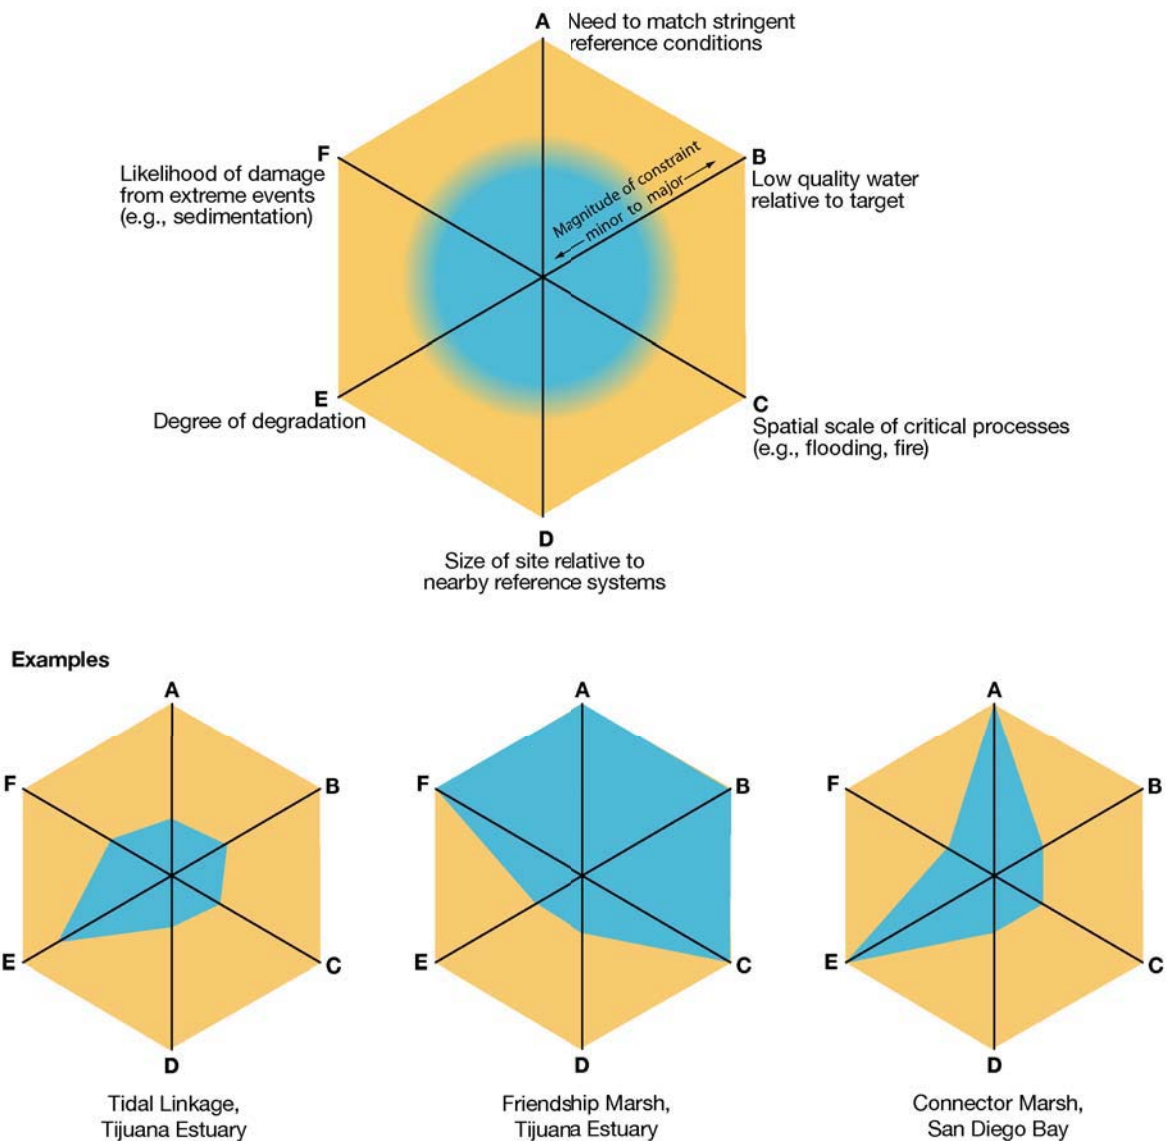 A
Need to match stringent
reference conditions
F
Likelihood of damage
from extreme events
(e.g., sedimentation)
Magnitude of constraint
minor to major
B
Low quality water
relative to target
E
Degree of degradation
C
Spatial scale of critical processes
(e.g., flooding, fire)
D
Size of site relative to
nearby reference systems
Examples
A
F
B
E
C
D
Tidal Linkage,
Tijuana Estuary
A
F
B
E
C
D
Friendship Marsh,
Tijuana Estuary
A
F
B
E
C
D
Connector Marsh,
San Diego Bay